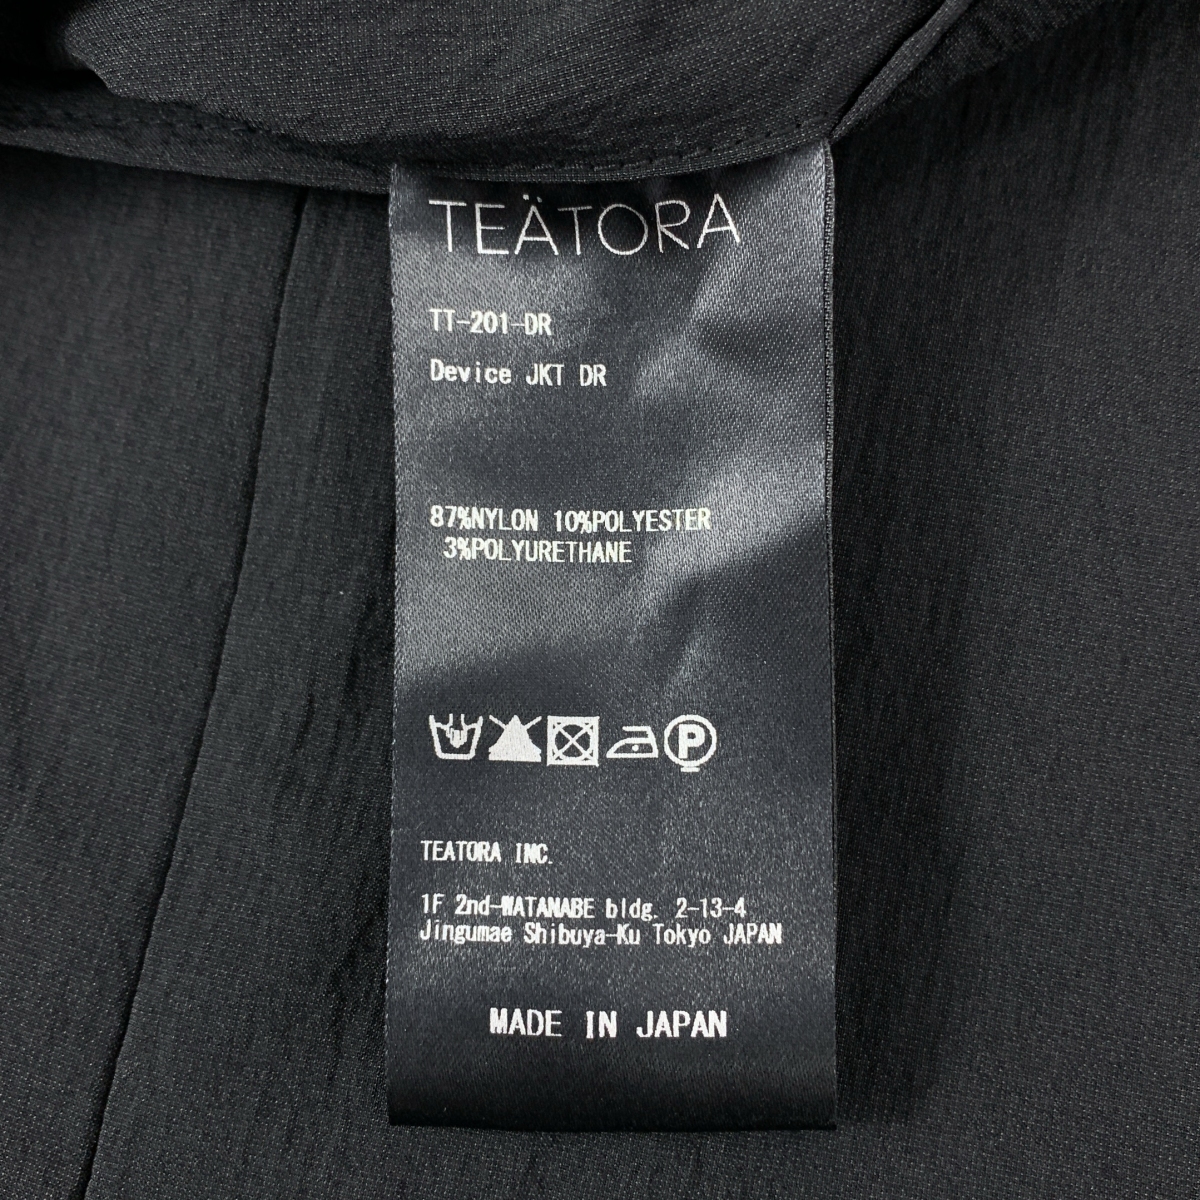 TEÄTORA
TT-201-DR
Device JKT DR
87%NYLON 10%POLYESTER
3%POLYURETHANE
P
TEATORA INC.
1F 2nd-WATANABE bldg. 2-13-4
Jingumae Shibuya-Ku Tokyo JAPAN
MADE IN JAPAN